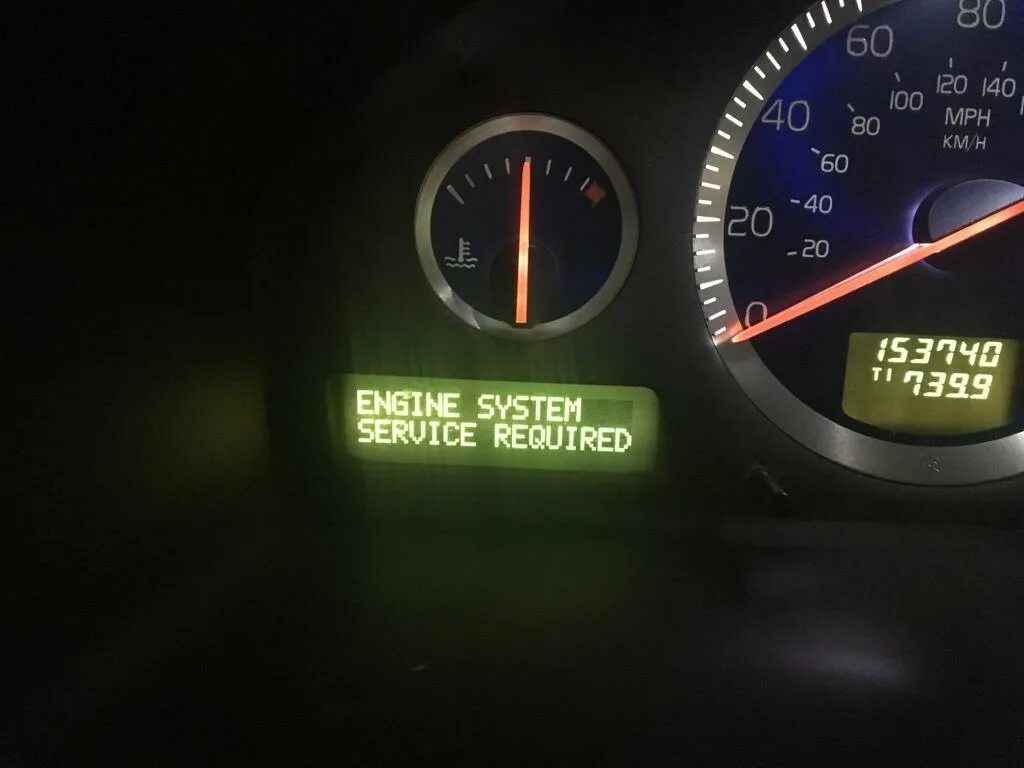 ENGINE SYSTEM
SERVICE REQUIRED
0
20
40
60
80
20
40
60
80
100
120
140
MPH
KM/H
153740
T1 739.9